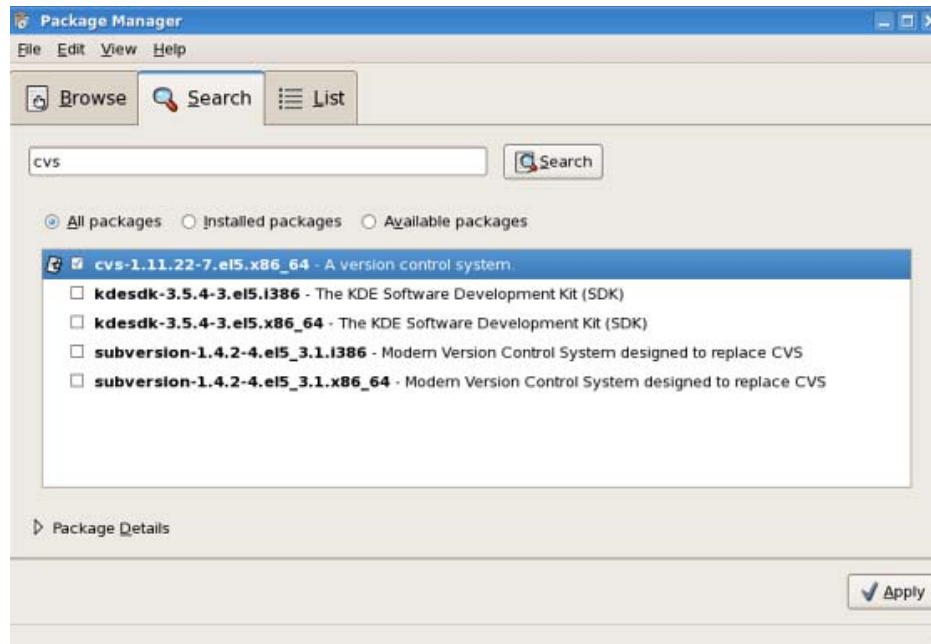 Package Manager
File Edit View Help
Browse Search List
cvs Search
All packages Installed packages Available packages
cvs-1.11.22-7.el5.x86_64 - A version control system.
kdesdk-3.5.4-3.el5.i386 - The KDE Software Development Kit (SDK)
kdesdk-3.5.4-3.el5.x86_64 - The KDE Software Development Kit (SDK)
subversion-1.4.2-4.el5_3.1.i386 - Modern Version Control System designed to replace CVS
subversion-1.4.2-4.el5_3.1.x86_64 - Modern Version Control System designed to replace CVS
Package Details
Apply